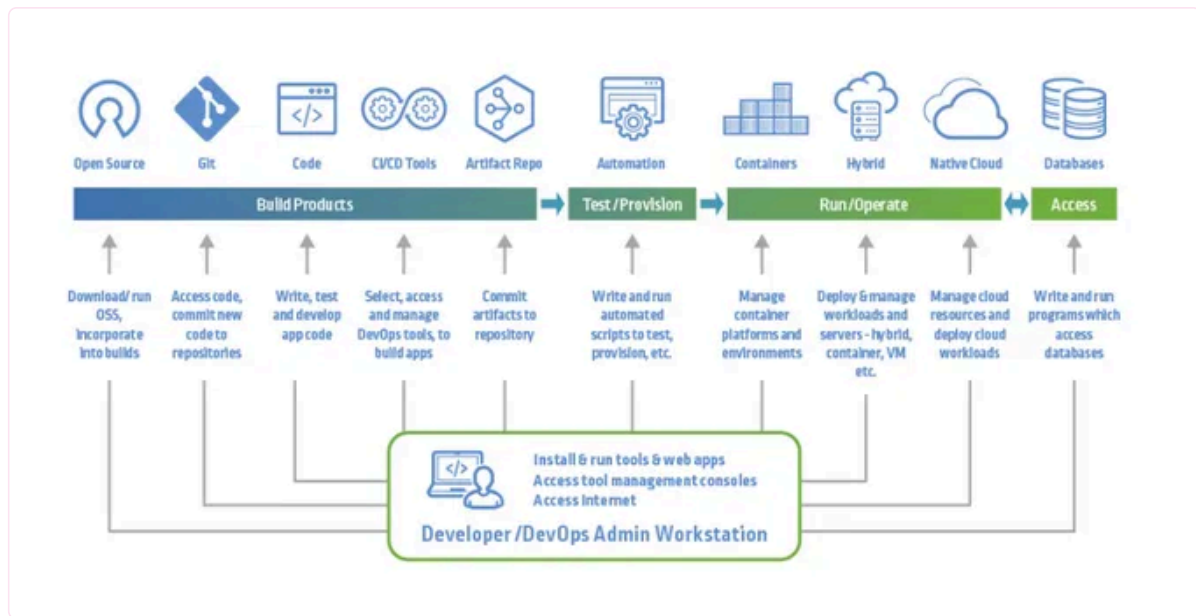 Open Source
Git
Code
CI/CD Tools
Artifact Repo
Automation
Containers
Hybrid
Native Cloud
Databases
Build Products
Test/Provision
Run/Operate
Access
Download/ run
OSS,
incorporate
into builds
Access code,
commit new
code to
repositories
Write, test
and develop
app code
Select, access
and manage
DevOps tools, to
build apps
Commit
artifacts to
repository
Write and run
automated
scripts to test,
provision, etc.
Manage
container
platforms and
environments
Deploy & manage
workloads and
servers - hybrid,
container, VM
etc.
Manage cloud
resources and
deploy cloud
workloads
Write and run
programs which
access
databases
Install & run tools & web apps
Access tool management consoles
Access Internet
Developer/DevOps Admin Workstation